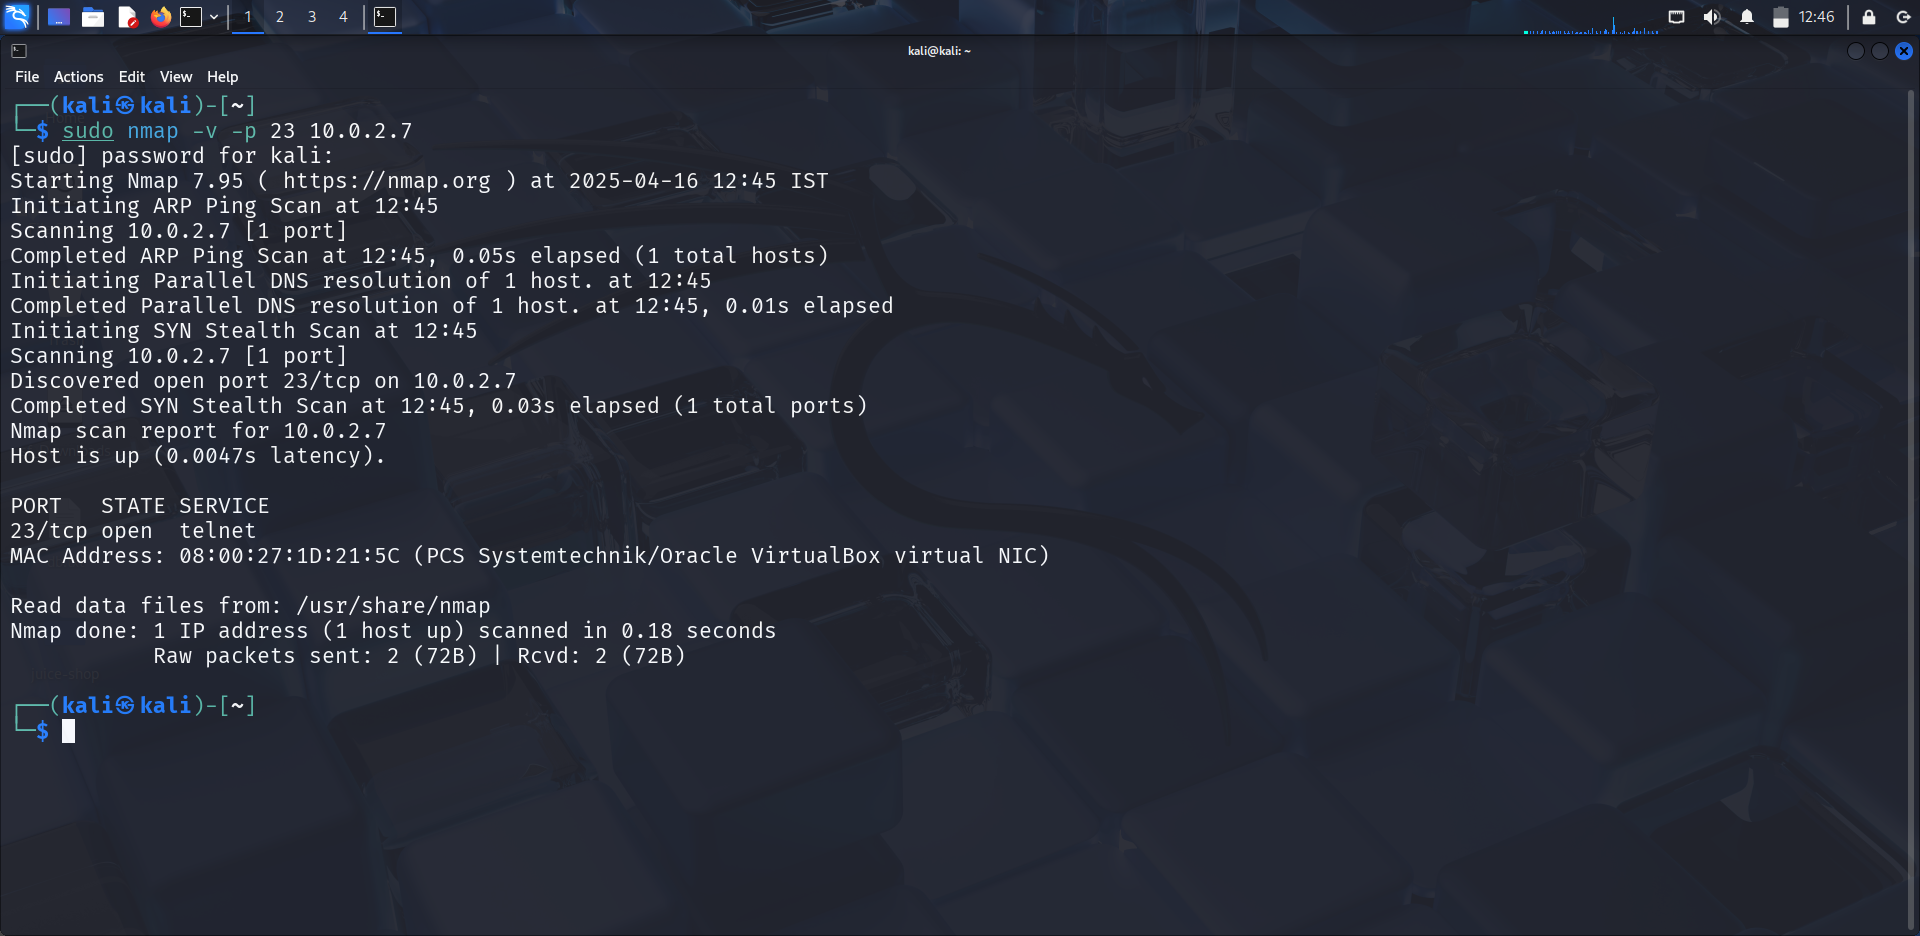 1 2 3 4 12:46
kali@kali: ~
File Actions Edit View Help
┌──(kali㉿kali)-[~]
└─$ sudo nmap -v -p 23 10.0.2.7
[sudo] password for kali:
Starting Nmap 7.95 ( https://nmap.org ) at 2025-04-16 12:45 IST
Initiating ARP Ping Scan at 12:45
Scanning 10.0.2.7 [1 port]
Completed ARP Ping Scan at 12:45, 0.05s elapsed (1 total hosts)
Initiating Parallel DNS resolution of 1 host. at 12:45
Completed Parallel DNS resolution of 1 host. at 12:45, 0.01s elapsed
Initiating SYN Stealth Scan at 12:45
Scanning 10.0.2.7 [1 port]
Discovered open port 23/tcp on 10.0.2.7
Completed SYN Stealth Scan at 12:45, 0.03s elapsed (1 total ports)
Nmap scan report for 10.0.2.7
Host is up (0.0047s latency).
PORT   STATE SERVICE
23/tcp open  telnet
MAC Address: 08:00:27:1D:21:5C (PCS Systemtechnik/Oracle VirtualBox virtual NIC)
Read data files from: /usr/share/nmap
Nmap done: 1 IP address (1 host up) scanned in 0.18 seconds
Raw packets sent: 2 (72B) | Rcvd: 2 (72B)
juice-shop
┌──(kali㉿kali)-[~]
└─$